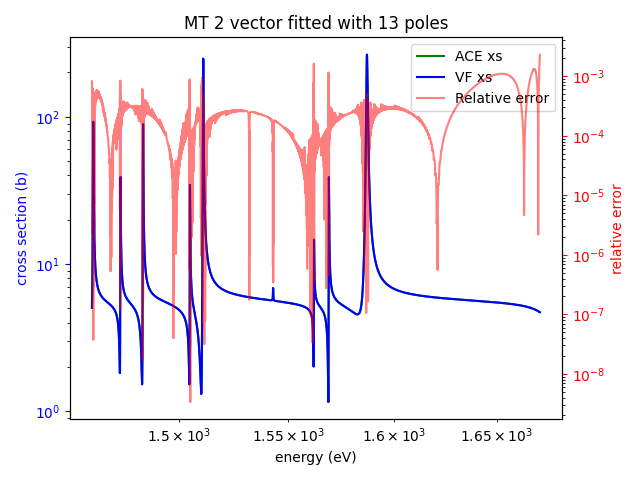 MT 2 vector fitted with 13 poles
ACE xs
VF xs
Relative error
cross section (b)
10²
10¹
10⁰
relative error
10⁻³
10⁻⁴
10⁻⁵
10⁻⁶
10⁻⁷
10⁻⁸
1.5 × 10³
1.55 × 10³
1.6 × 10³
1.65 × 10³
energy (eV)